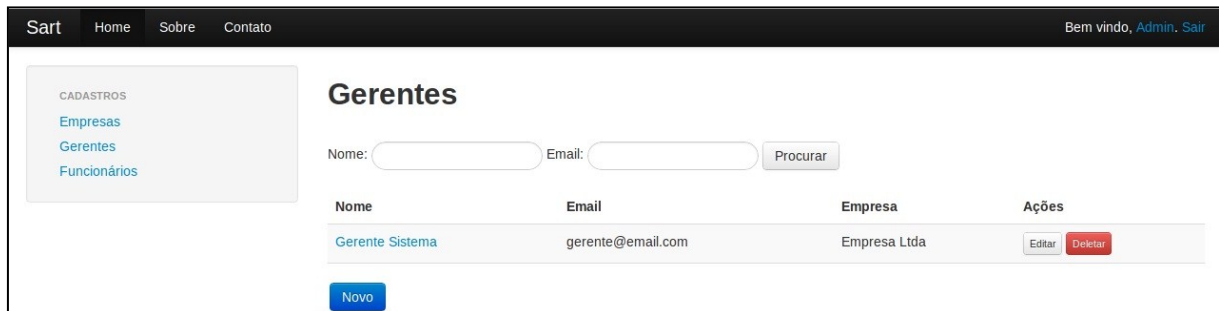 Sart Home Sobre Contato Bem vindo, Admin. Sair
CADASTROS
Empresas
Gerentes
Funcionários
Gerentes
Nome: Email: Procurar
Nome Email Empresa Ações
Gerente Sistema gerente@email.com Empresa Ltda Editar Deletar
Novo